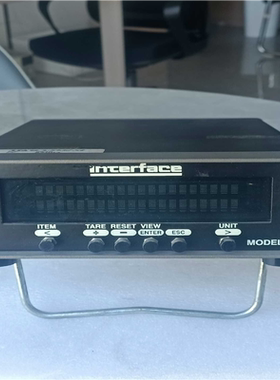 interface
ITEM TARE RESET VIEW UNIT
< + − ENTER ESC >
MODEL